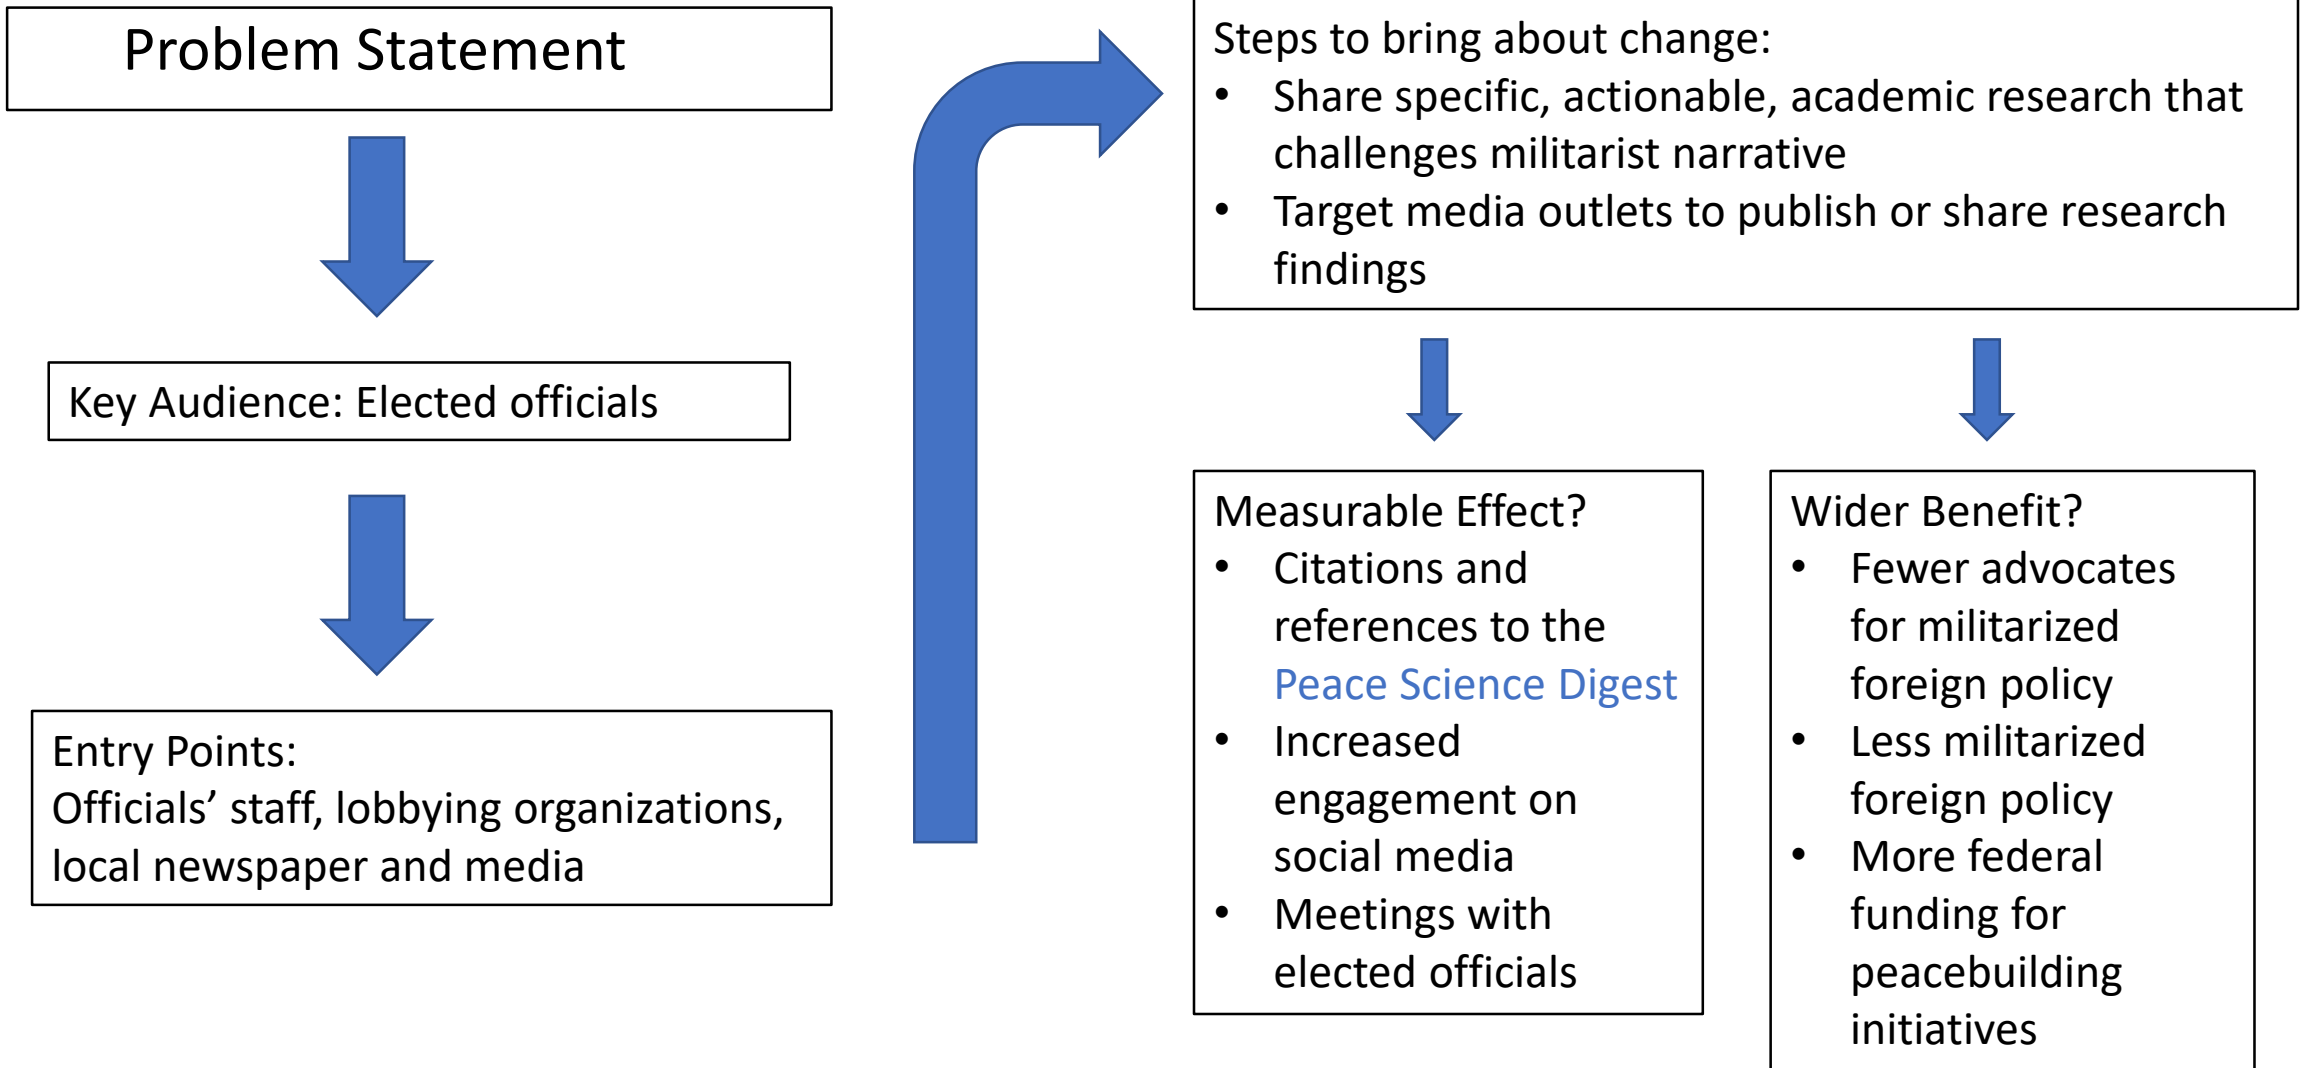 Problem Statement
Key Audience: Elected officials
Entry Points:
Officials’ staff, lobbying organizations,
local newspaper and media
Steps to bring about change:
• Share specific, actionable, academic research that
challenges militarist narrative
• Target media outlets to publish or share research
findings
Measurable Effect?
• Citations and
references to the
Peace Science Digest
• Increased
engagement on
social media
• Meetings with
elected officials
Wider Benefit?
• Fewer advocates
for militarized
foreign policy
• Less militarized
foreign policy
• More federal
funding for
peacebuilding
initiatives